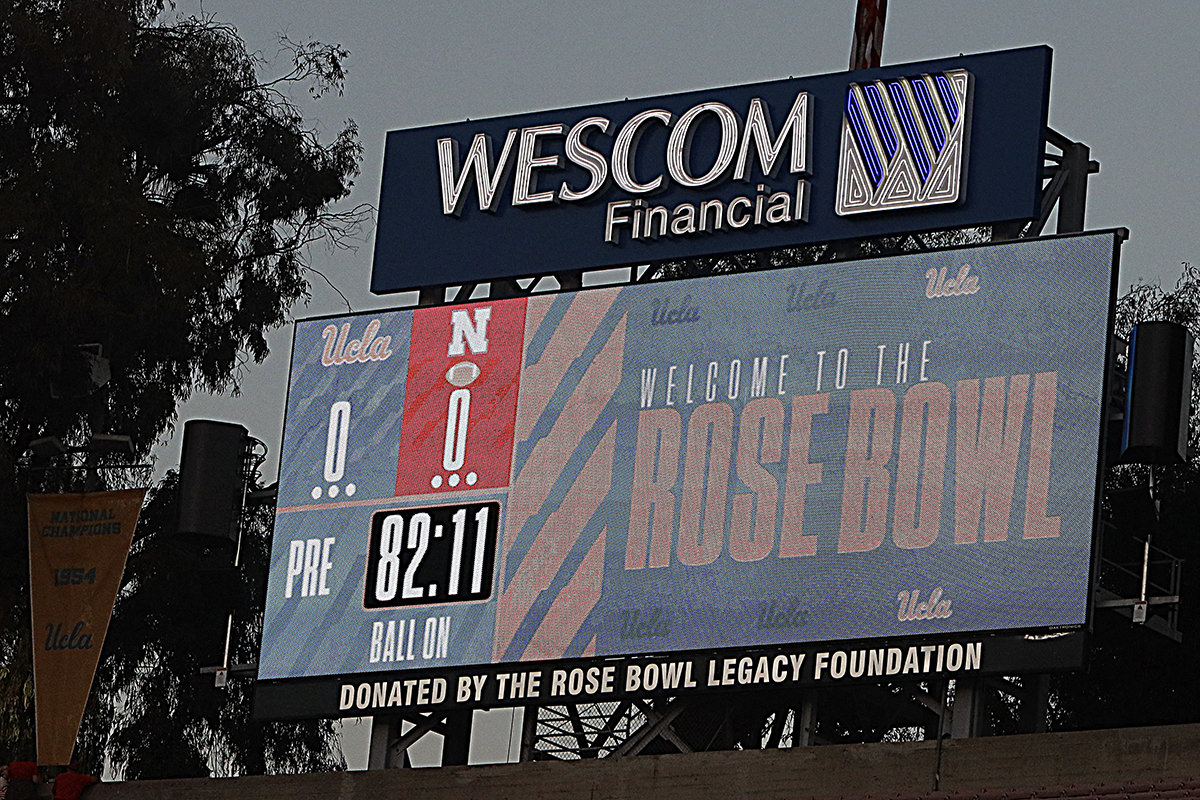 WESCOM
Financial
Ucla
N
0
0
PRE
82:11
BALL ON
Ucla
Ucla
Ucla
WELCOME TO THE
ROSE BOWL
Ucla
Ucla
Ucla
DONATED BY THE ROSE BOWL LEGACY FOUNDATION
NATIONAL
CHAMPIONS
1954
Ucla